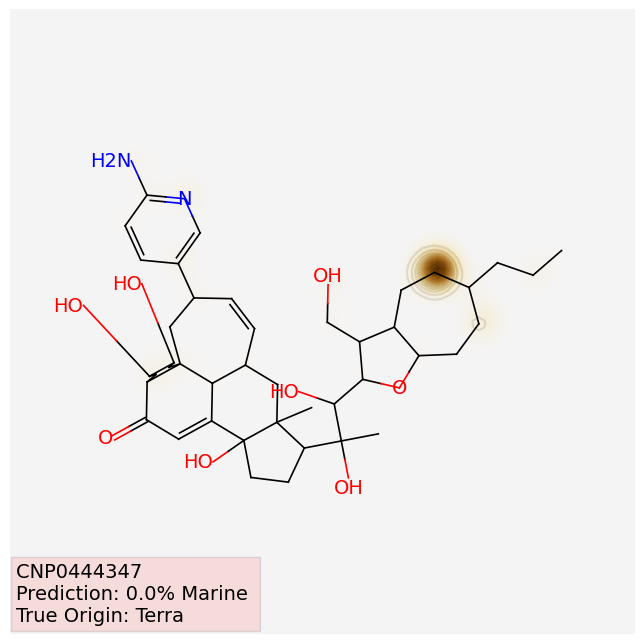 H2N
N
HO
HO
OH
HO
O
O
HO
OH
CNP0444347
Prediction: 0.0% Marine
True Origin: Terra